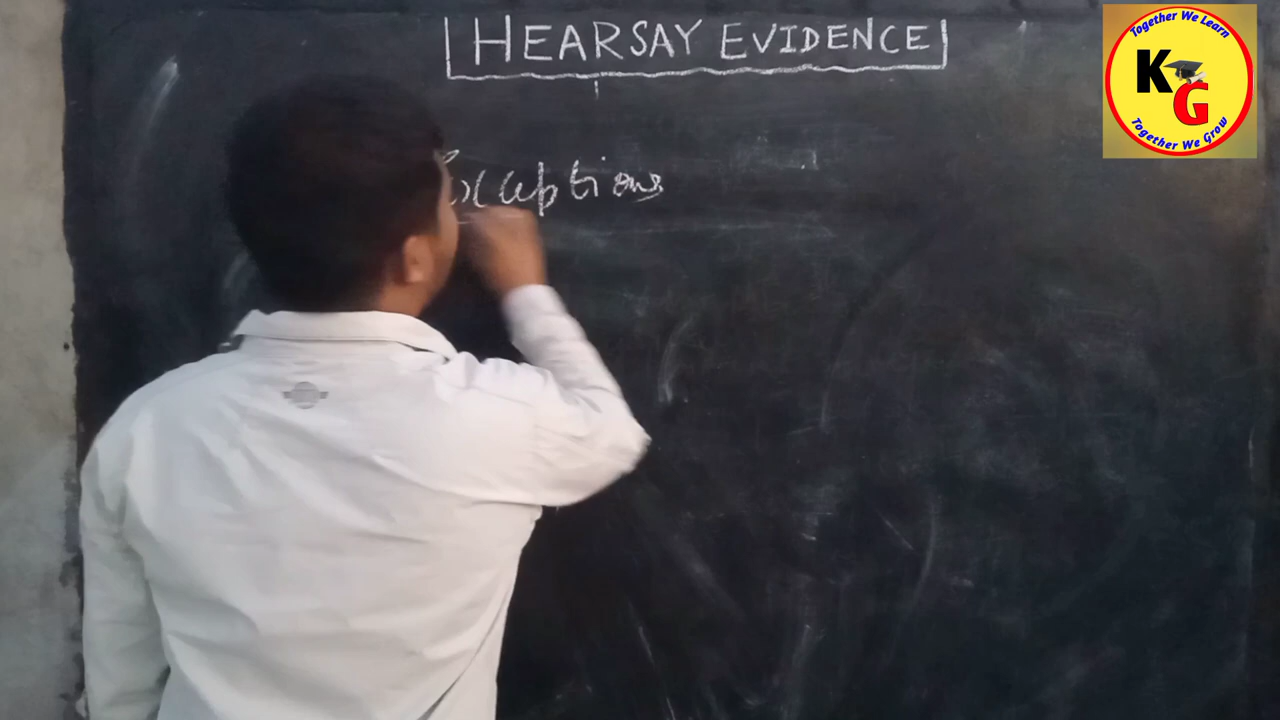 HEARSAY EVIDENCE
Together We Learn
KG
Together We Grow
Exceptions